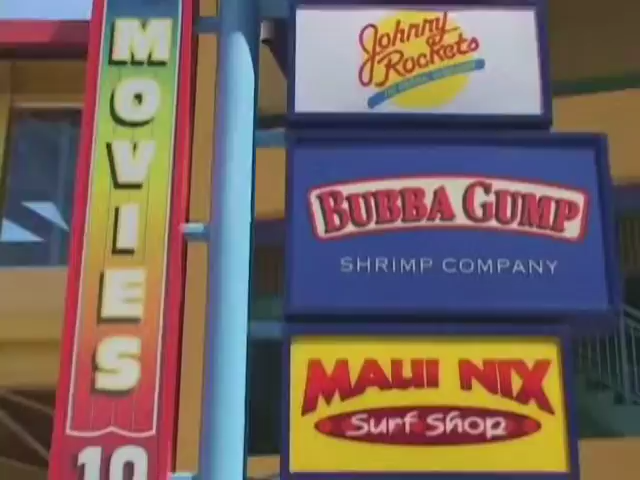 MOVIES
10
Johnny
Rockets
BUBBA GUMP
SHRIMP COMPANY
MAUI NIX
Surf Shop